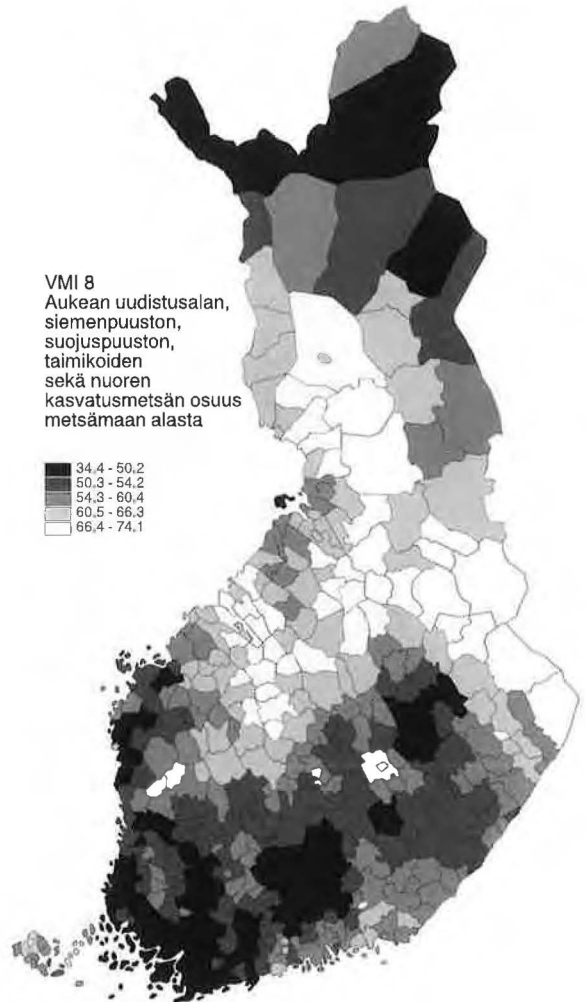 VMI 8
Aukean uudistusalan,
siemenpuuston,
suojuspuuston,
taimikoiden
sekä nuoren
kasvatusmetsän osuus
metsämaan alasta
34,4 - 50,2
50,3 - 54,2
54,3 - 60,4
60,5 - 66,3
66,4 - 74,1